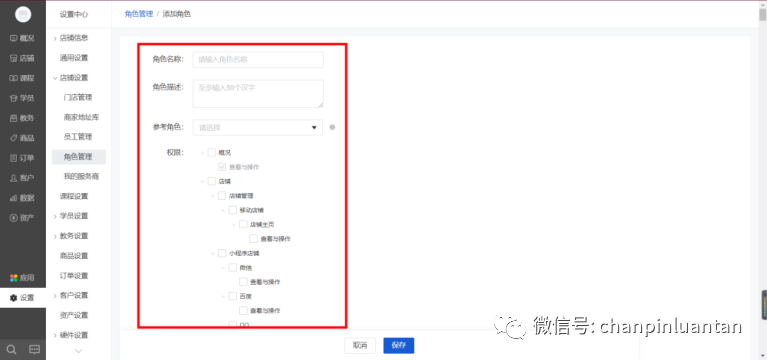 设置中心
角色管理 / 添加角色
概况
店铺
课程
学员
教务
商品
订单
客户
数据
资产
应用
设置
店铺信息
通用设置
店铺设置
门店管理
商家地址库
员工管理
角色管理
我的服务商
课程设置
学员设置
教务设置
商品设置
订单设置
客户设置
资产设置
硬件设置
角色名称: 请输入角色名称
角色描述: 至多输入50个汉字
参考角色: 请选择
权限: 概况
查看与操作
店铺
店铺管理
移动店铺
店铺主页
查看与操作
小程序店铺
微信
查看与操作
百度
查看与操作
QQ
取消 保存
微信号: chanpinluantan